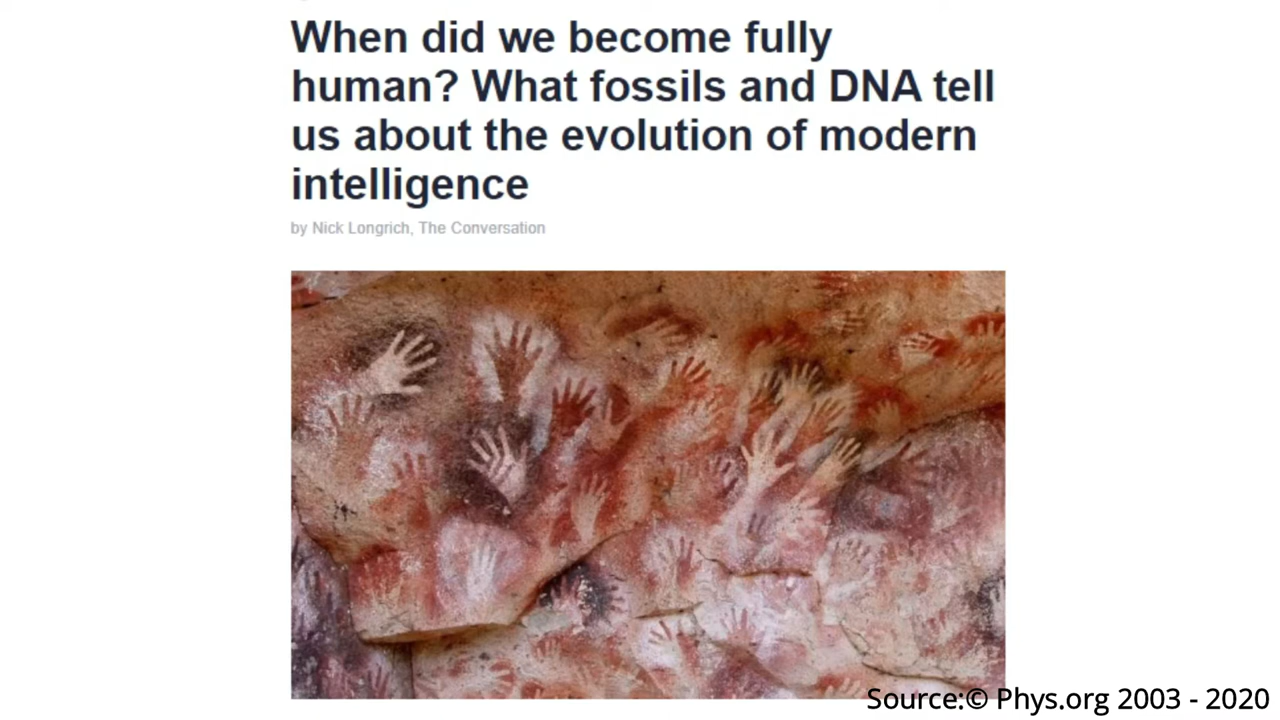 When did we become fully
human? What fossils and DNA tell
us about the evolution of modern
intelligence
by Nick Longrich, The Conversation
Source:© Phys.org 2003 - 2020